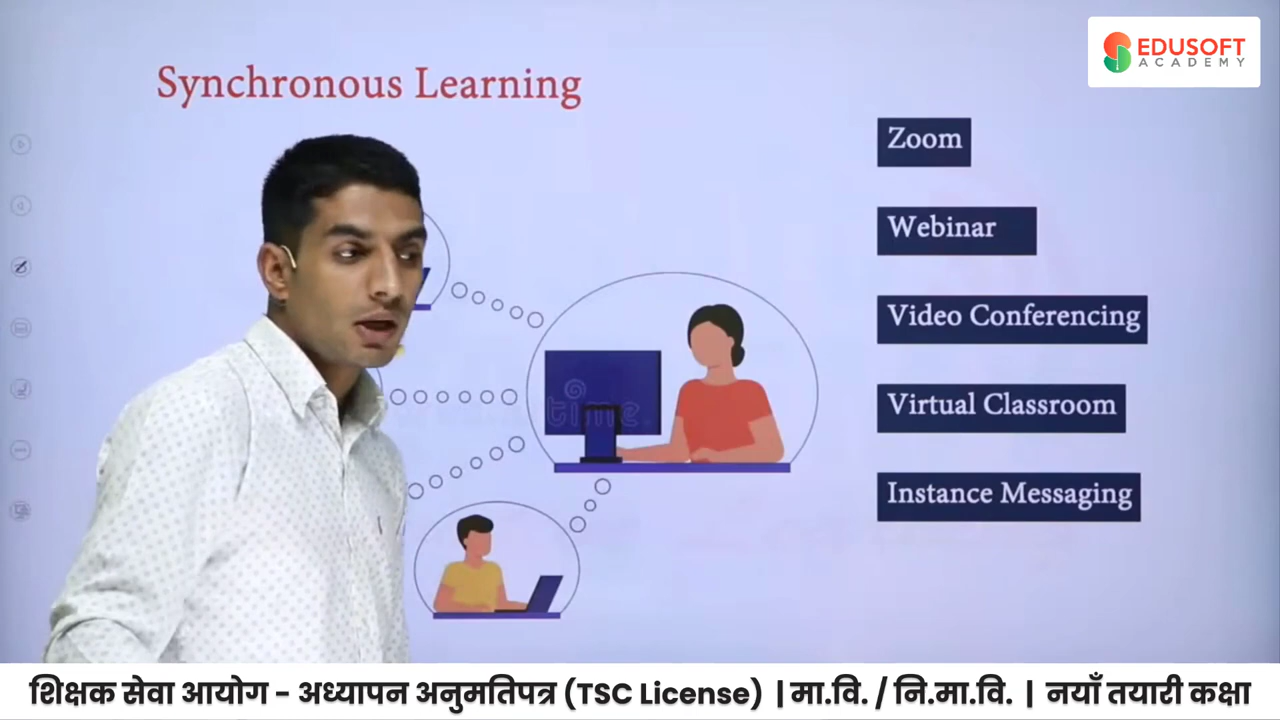 EDUSOFT
ACADEMY
Synchronous Learning
Zoom
Webinar
Video Conferencing
Virtual Classroom
Instance Messaging
शिक्षक सेवा आयोग - अध्यापन अनुमतिपत्र (TSC License) | मा.वि. / नि.मा.वि. | नयाँ तयारी कक्षा